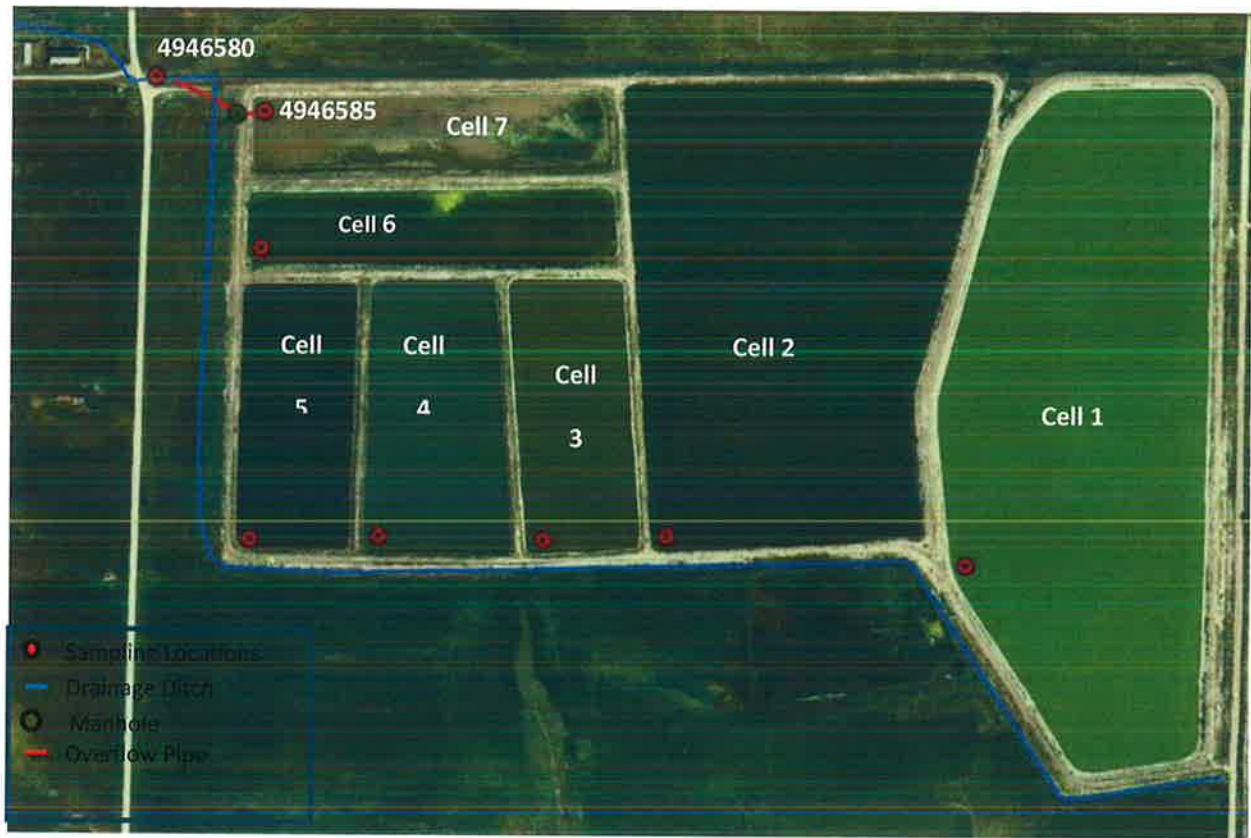 4946580
4946585
Cell 7
Cell 6
Cell
5
Cell
4
Cell
3
Cell 2
Cell 1
Sampling Locations
Drainage Ditch
Manhole
Overflow Pipe